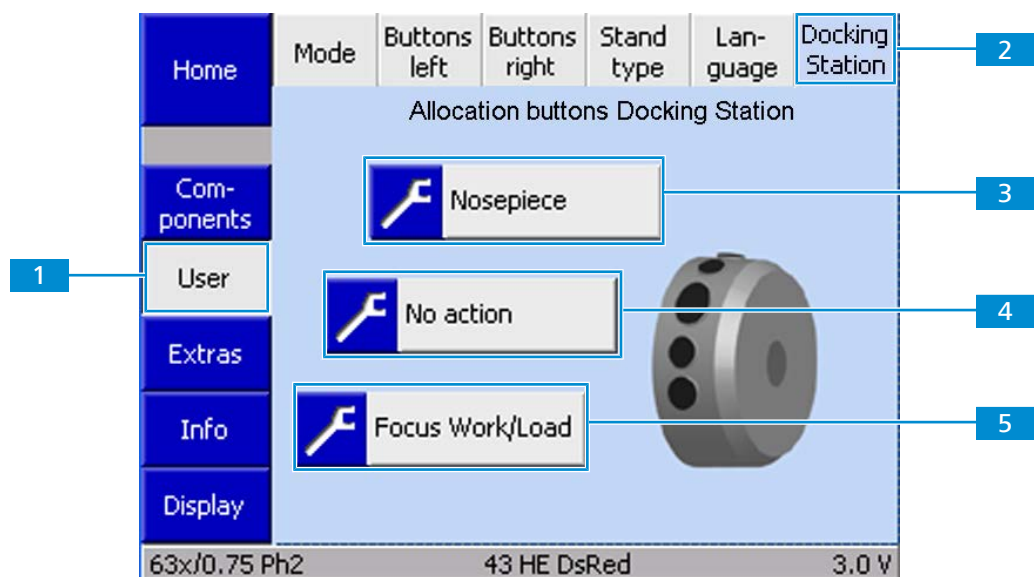 Home
Mode
Buttons
left
Buttons
right
Stand
type
Lan-
guage
Docking
Station
2
Allocation buttons Docking Station
Nosepiece
3
Com-
ponents
1
User
No action
4
Extras
Focus Work/Load
5
Info
Display
63x/0.75 Ph2
43 HE DsRed
3.0 V